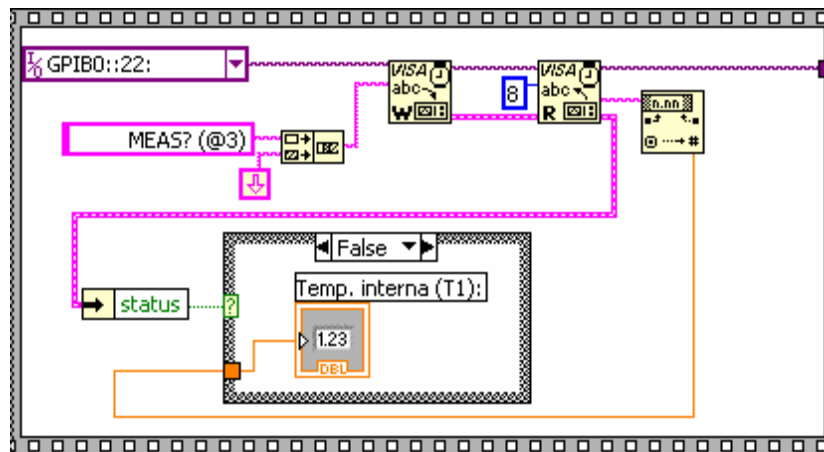 I/O GPIB0::22:
VISA
abc
W
8
VISA
abc
R
n.nn
#
MEAS? (@3)
False
Temp. interna (T1):
status
?
1.23
DBL